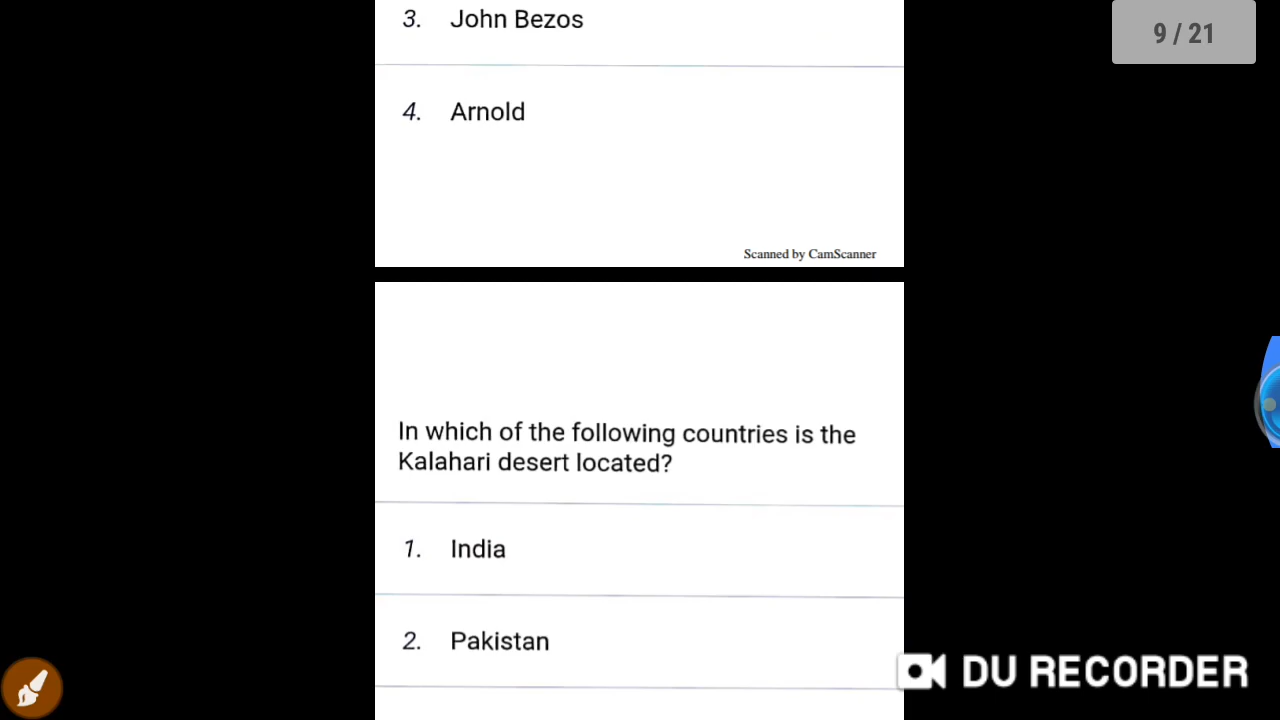 3. John Bezos
9 / 21
4. Arnold
Scanned by CamScanner
In which of the following countries is the
Kalahari desert located?
1. India
2. Pakistan
DU RECORDER